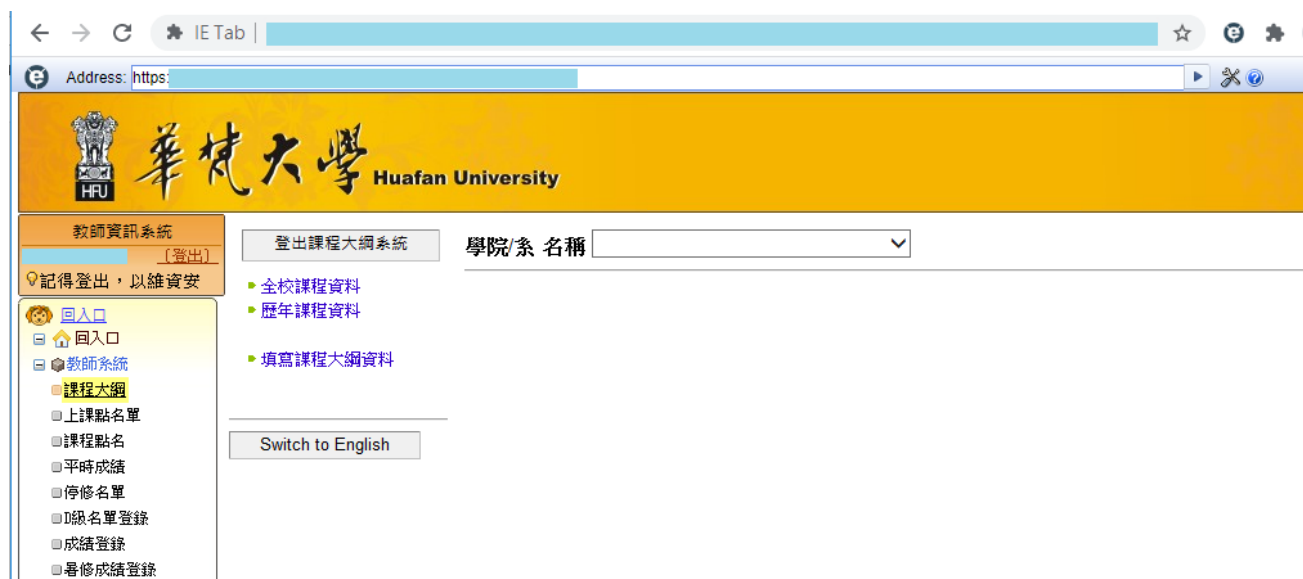 IE Tab
Address: https:
HFU 華梵大學 Huafan University
教師資訊系統
(登出)
記得登出，以維資安
回入口
回入口
教師系統
課程大綱
上課點名單
課程點名
平時成績
停修名單
D級名單登錄
成績登錄
暑修成績登錄
登出課程大綱系統
全校課程資料
歷年課程資料
填寫課程大綱資料
Switch to English
學院/系 名稱